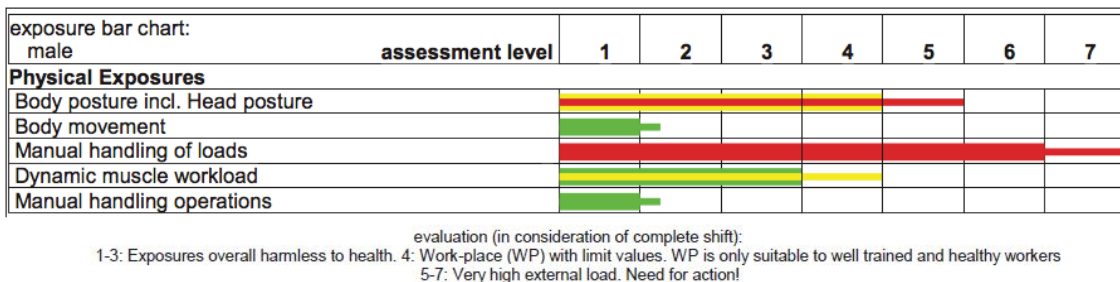 exposure bar chart:
male assessment level 1 2 3 4 5 6 7
Physical Exposures
Body posture incl. Head posture
Body movement
Manual handling of loads
Dynamic muscle workload
Manual handling operations
evaluation (in consideration of complete shift):
1-3: Exposures overall harmless to health. 4: Work-place (WP) with limit values. WP is only suitable to well trained and healthy workers
5-7: Very high external load. Need for action!